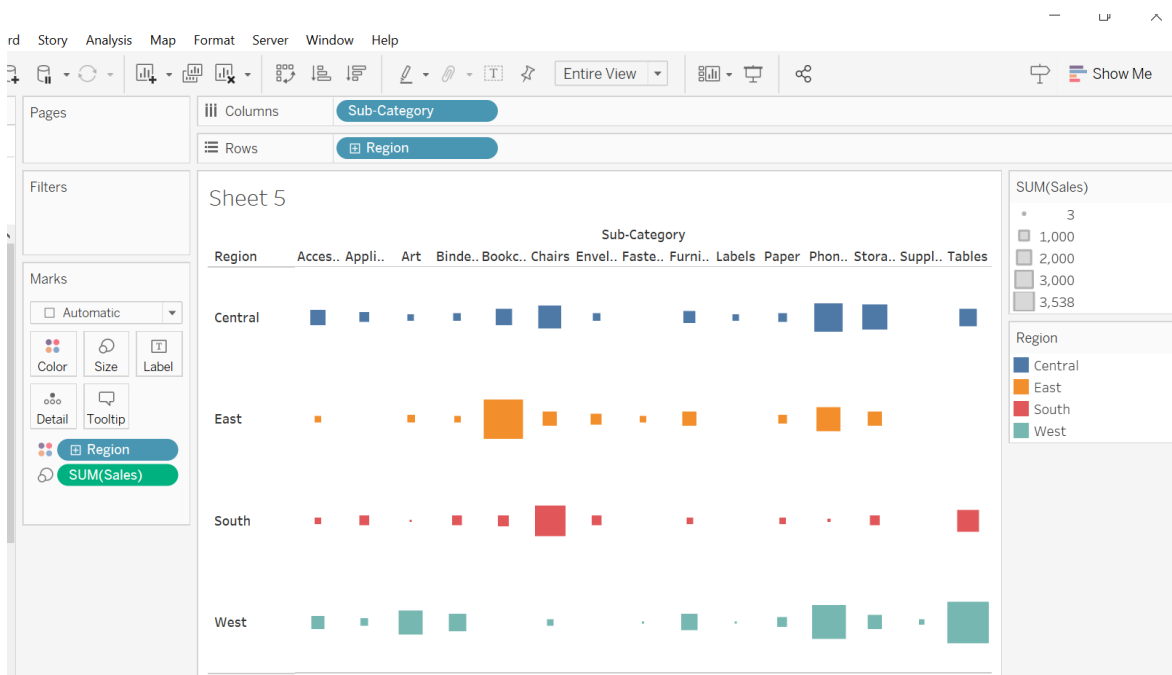 rd Story Analysis Map Format Server Window Help
Entire View
Show Me
Pages
Columns Sub-Category
Rows Region
Filters
Marks
Automatic
Color Size Label
Detail Tooltip
Region
SUM(Sales)
Sheet 5
Sub-Category
Region Acces.. Appli.. Art Binde.. Bookc.. Chairs Envel.. Faste.. Furni.. Labels Paper Phon.. Stora.. Suppl.. Tables
Central
East
South
West
SUM(Sales)
3
1,000
2,000
3,000
3,538
Region
Central
East
South
West